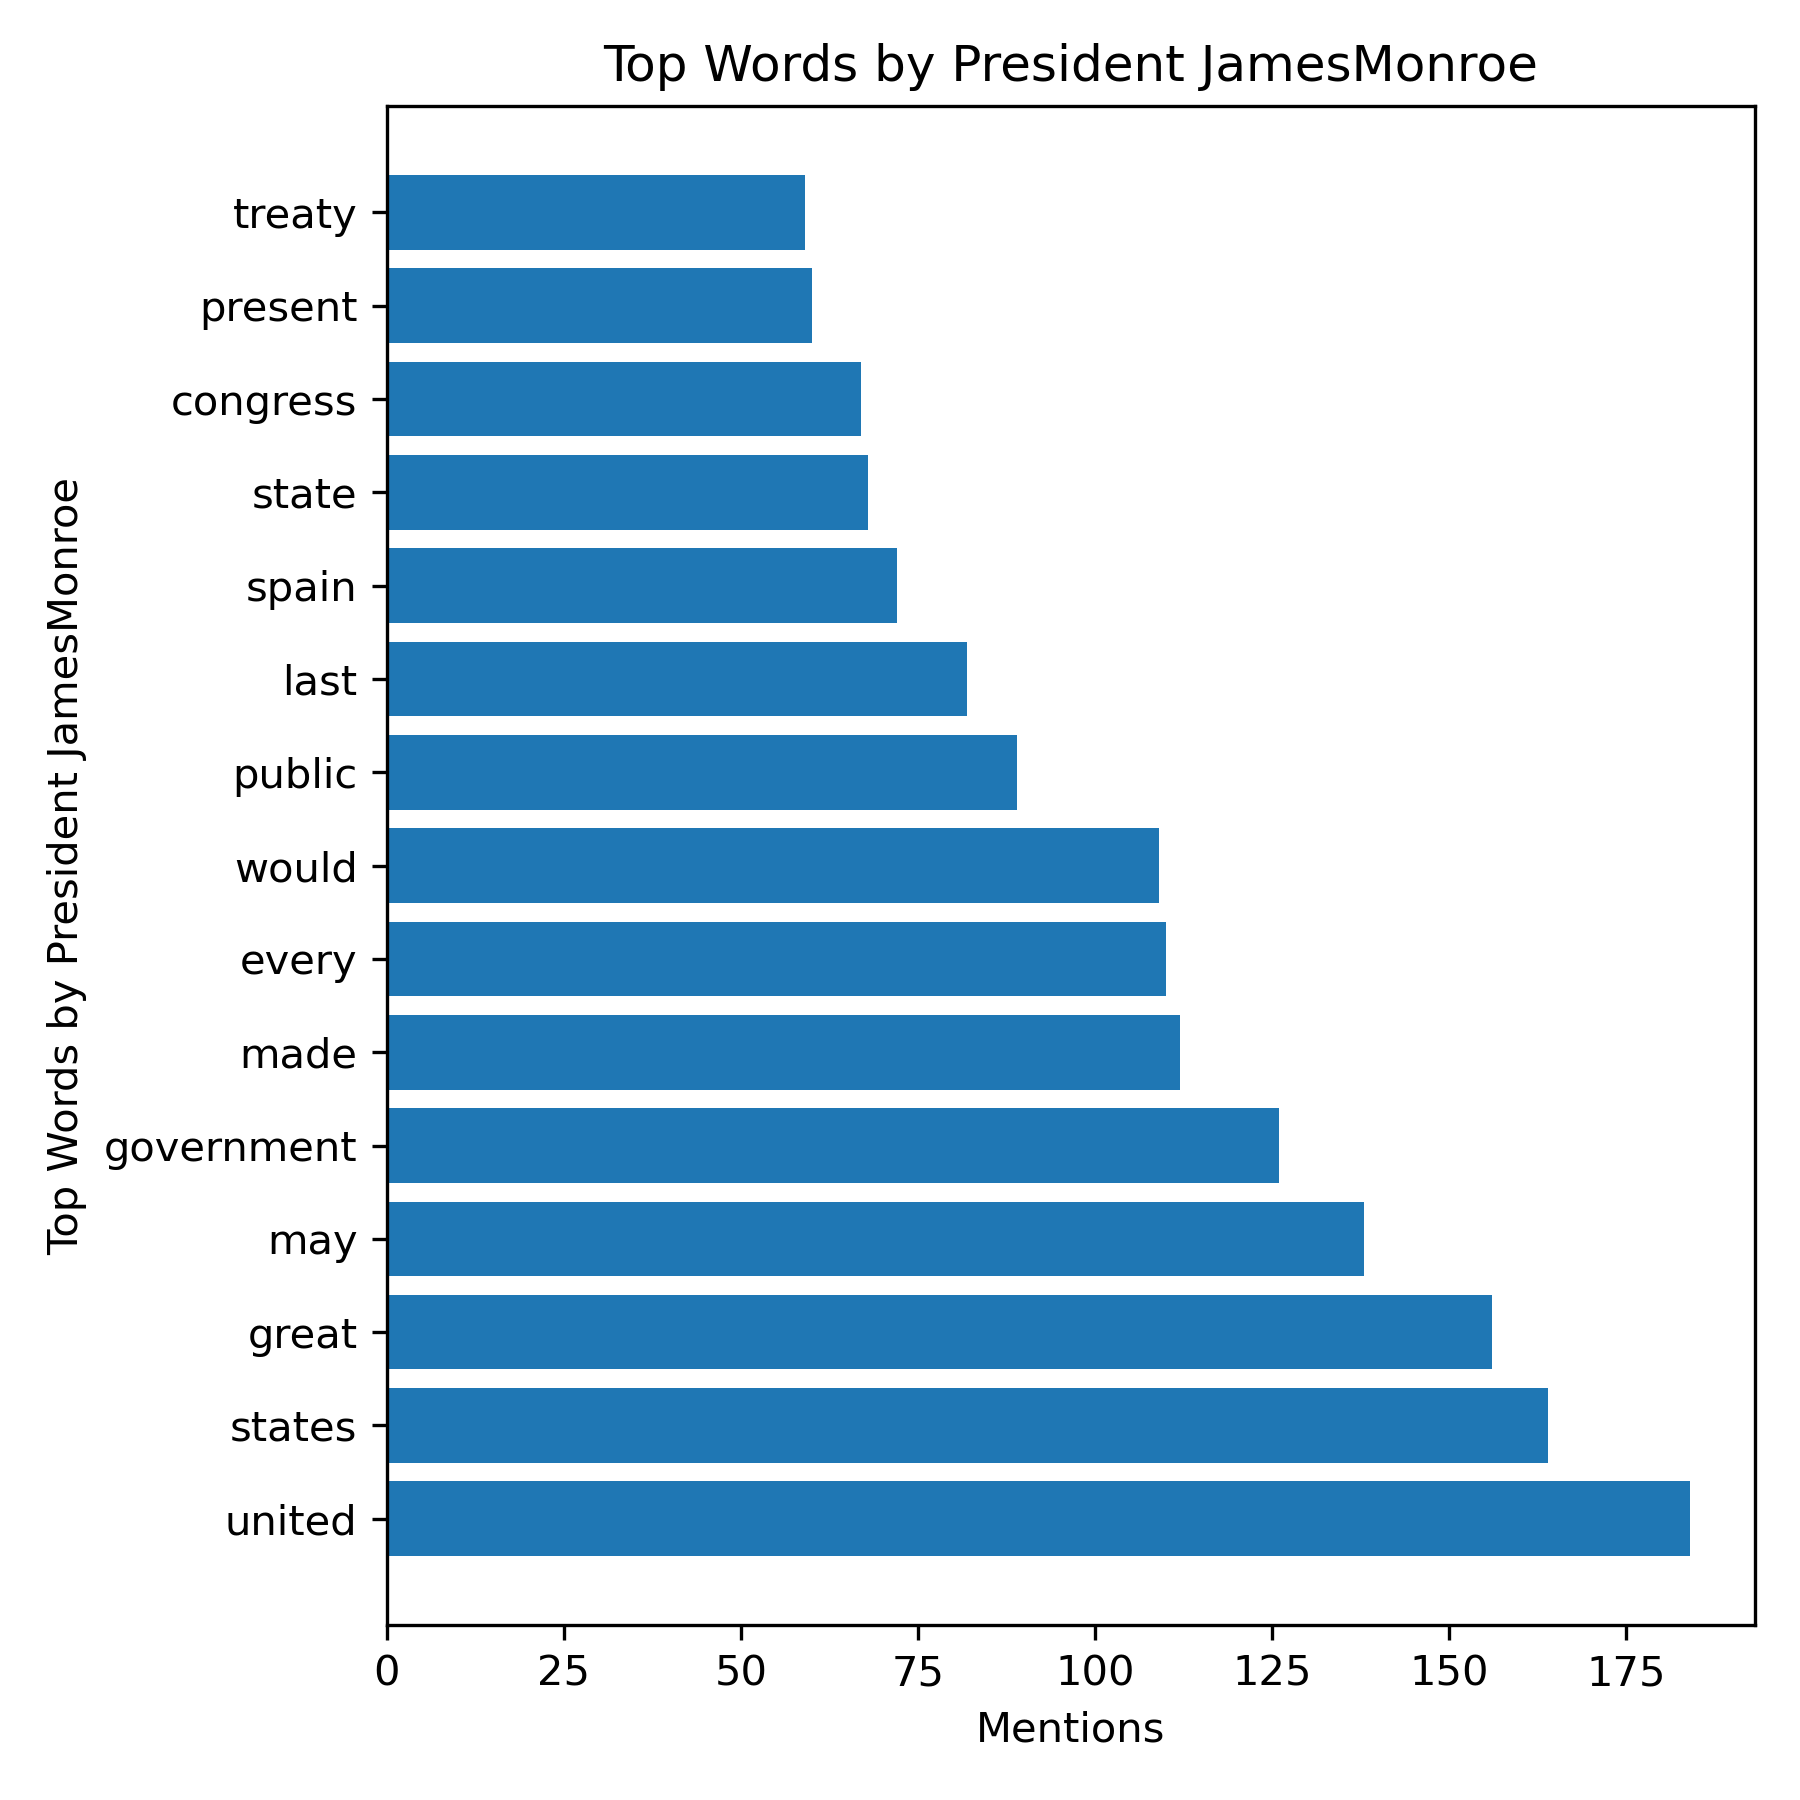 Top Words by President JamesMonroe
Top Words by President JamesMonroe
treaty
present
congress
state
spain
last
public
would
every
made
government
may
great
states
united
0 25 50 75 100 125 150 175
Mentions